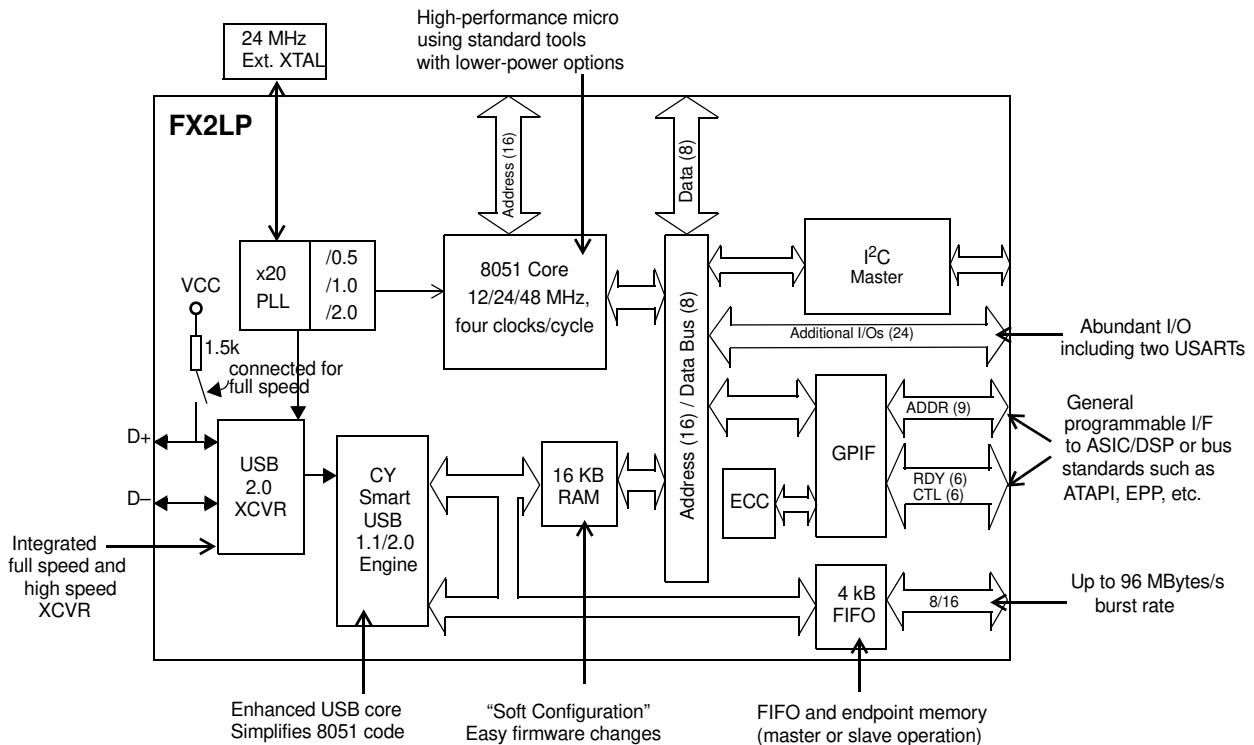 High-performance micro
using standard tools
with lower-power options
24 MHz
Ext. XTAL
FX2LP
Address (16)
Data (8)
x20
PLL
/0.5
/1.0
/2.0
8051 Core
12/24/48 MHz,
four clocks/cycle
I²C
Master
VCC
1.5k
connected for
full speed
Address (16) / Data Bus (8)
Additional I/Os (24)
Abundant I/O
including two USARTs
D+
D–
USB
2.0
XCVR
CY
Smart
USB
1.1/2.0
Engine
16 KB
RAM
ECC
GPIF
ADDR (9)
RDY (6)
CTL (6)
General
programmable I/F
to ASIC/DSP or bus
standards such as
ATAPI, EPP, etc.
Integrated
full speed and
high speed
XCVR
4 kB
FIFO
8/16
Up to 96 MBytes/s
burst rate
Enhanced USB core
Simplifies 8051 code
“Soft Configuration”
Easy firmware changes
FIFO and endpoint memory
(master or slave operation)